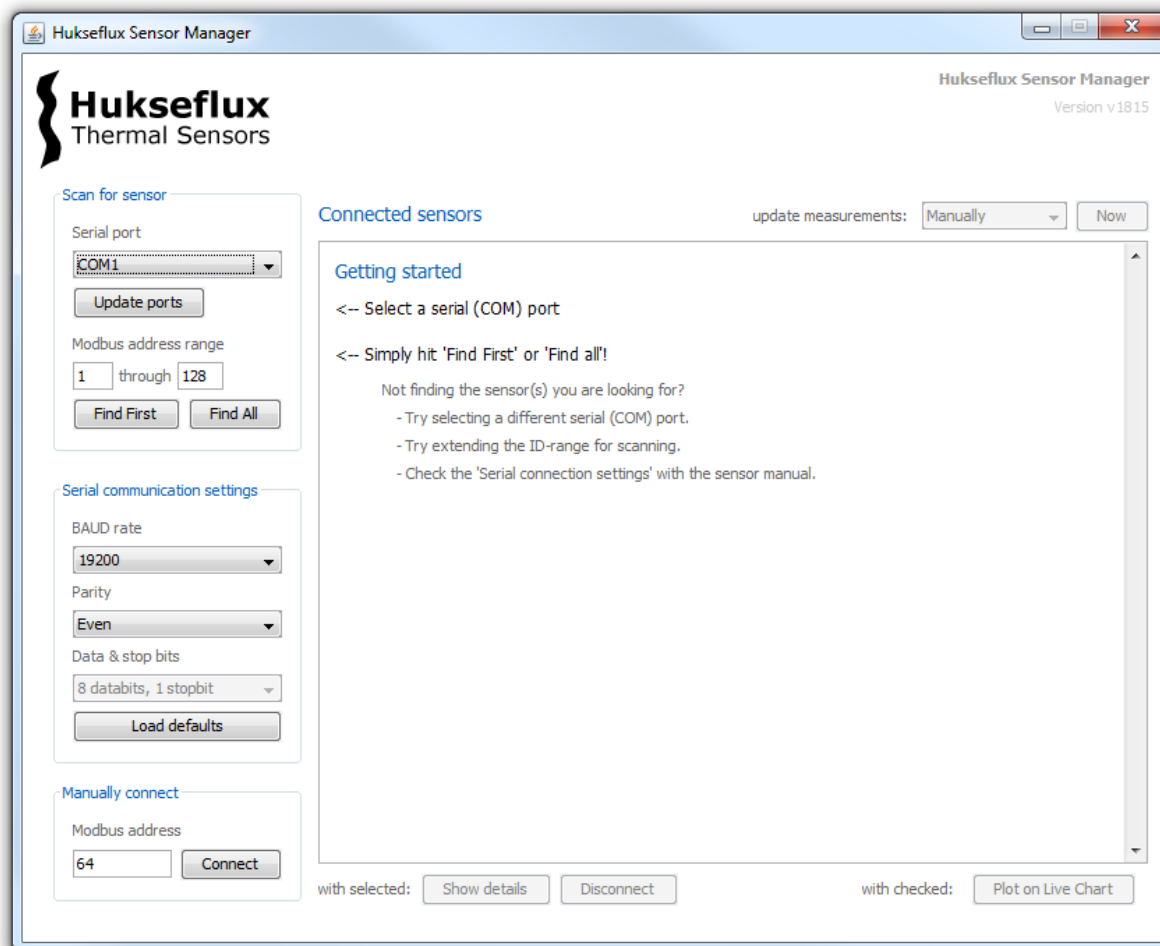 Hukseflux Sensor Manager
Hukseflux
Thermal Sensors
Hukseflux Sensor Manager
Version v1815
Scan for sensor
Serial port
COM1
Update ports
Modbus address range
1 through 128
Find First Find All
Serial communication settings
BAUD rate
19200
Parity
Even
Data & stop bits
8 databits, 1 stopbit
Load defaults
Manually connect
Modbus address
64 Connect
Connected sensors update measurements: Manually Now
Getting started
<-- Select a serial (COM) port
<-- Simply hit 'Find First' or 'Find all'!
Not finding the sensor(s) you are looking for?
- Try selecting a different serial (COM) port.
- Try extending the ID-range for scanning.
- Check the 'Serial connection settings' with the sensor manual.
with selected: Show details Disconnect with checked: Plot on Live Chart